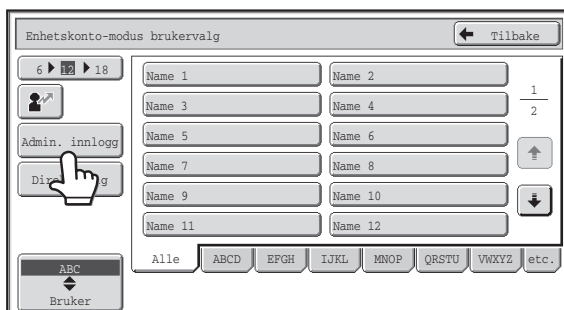 Enhetskonto-modus brukervalg
Tilbake
6 12 18
Admin. innlogg
ABC
Bruker
Name 1
Name 2
Name 3
Name 4
Name 5
Name 6
Name 7
Name 8
Name 9
Name 10
Name 11
Name 12
1
2
Alle
ABCD
EFGH
IJKL
MNOP
QRSTU
VWXYZ
etc.